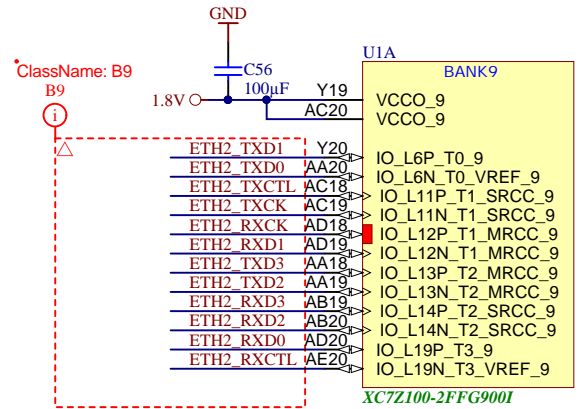 GND
U1A
C56
100µF
1.8V
ClassName: B9
B9
i
BANK9
Y19 VCCO_9
AC20 VCCO_9
ETH2_TXD1 Y20 IO_L6P_T0_9
ETH2_TXD0 AA20 IO_L6N_T0_VREF_9
ETH2_TXCTL AC18 IO_L11P_T1_SRCC_9
ETH2_TXCK AC19 IO_L11N_T1_SRCC_9
ETH2_RXCK AD18 IO_L12P_T1_MRCC_9
ETH2_RXD1 AD19 IO_L12N_T1_MRCC_9
ETH2_TXD3 AA18 IO_L13P_T2_MRCC_9
ETH2_TXD2 AA19 IO_L13N_T2_MRCC_9
ETH2_RXD3 AB19 IO_L14P_T2_SRCC_9
ETH2_RXD2 AB20 IO_L14N_T2_SRCC_9
ETH2_RXD0 AD20 IO_L19P_T3_9
ETH2_RXCTL AE20 IO_L19N_T3_VREF_9
XC7Z100-2FFG900I